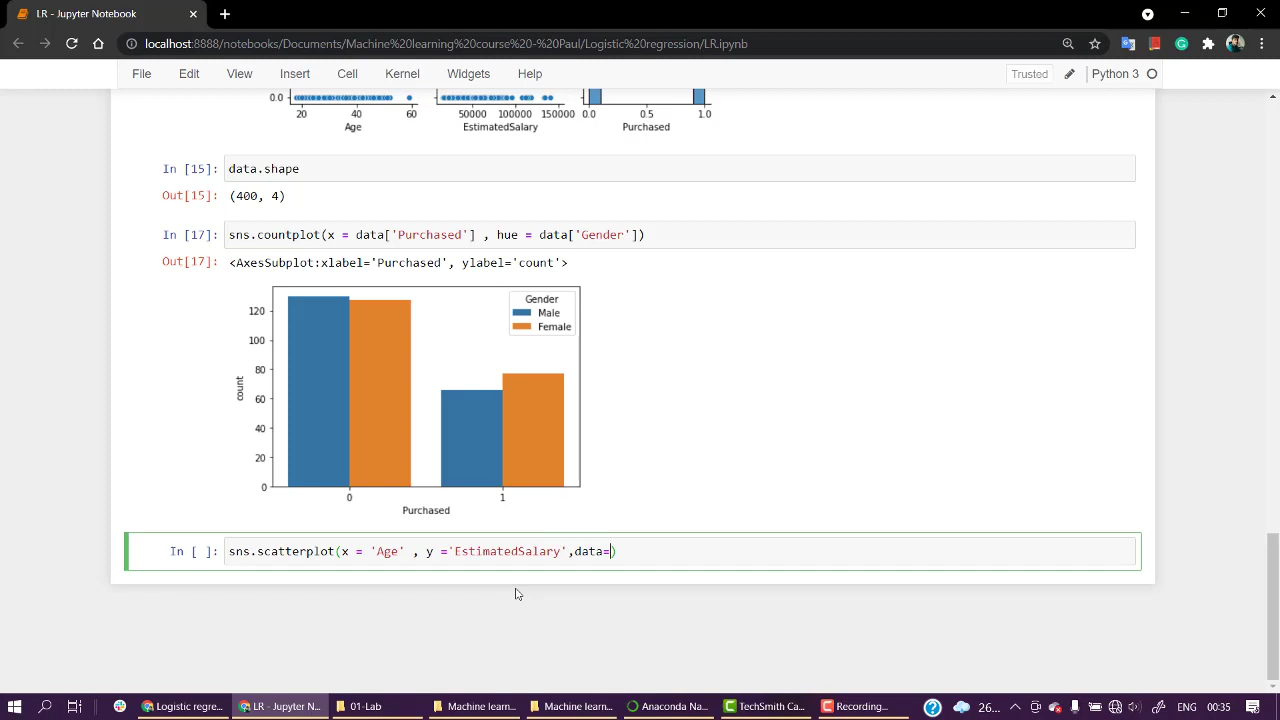 LR - Jupyter Notebook
localhost:8888/notebooks/Documents/Machine%20learning%20course%20-%20Paul/Logistic%20regression/LR.ipynb
File Edit View Insert Cell Kernel Widgets Help Trusted Python 3
0.0
20 40 60 50000 100000 150000 0.0 0.5 1.0
Age EstimatedSalary Purchased
In [15]: data.shape
Out[15]: (400, 4)
In [17]: sns.countplot(x = data['Purchased'] , hue = data['Gender'])
Out[17]: <AxesSubplot:xlabel='Purchased', ylabel='count'>
Gender
Male
Female
120
100
80
60
40
20
0
count
0 1
Purchased
In [ ]: sns.scatterplot(x = 'Age' , y ='EstimatedSalary',data=)
Logistic regre... LR - Jupyter N... 01-Lab Machine learn... Machine learn... Anaconda Na... TechSmith Ca... Recording... 26... ENG 00:35